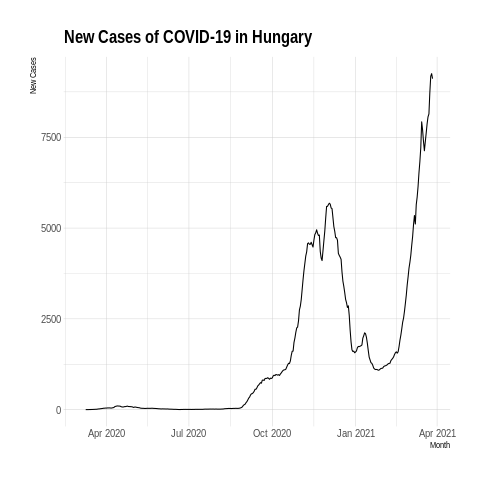 New Cases of COVID-19 in Hungary
New Cases
7500
5000
2500
0
Apr 2020
Jul 2020
Oct 2020
Jan 2021
Apr 2021
Month